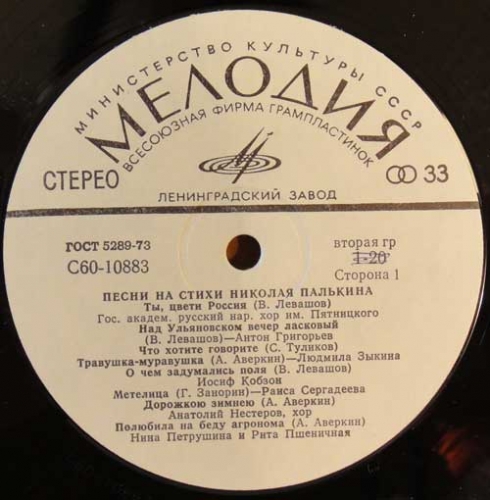 МИНИСТЕРСТВО КУЛЬТУРЫ СССР
МЕЛОДИЯ
ВСЕСОЮЗНАЯ ФИРМА ГРАМПЛАСТИНОК
СТЕРЕО 33
ЛЕНИНГРАДСКИЙ ЗАВОД
ГОСТ 5289-73 вторая гр
С60-10883 1-20
Сторона 1
ПЕСНИ НА СТИХИ НИКОЛАЯ ПАЛЬКИНА
Ты, цвети Россия (В. Левашов)
Гос. академ. русский нар. хор им. Пятницкого
Над Ульяновском вечер ласковый
(В. Левашов)—Антон Григорьев
Что хотите говорите (С. Туликов)
Травушка-муравушка (А. Аверкин)—Людмила Зыкина
О чем задумались поля (В. Левашов)
Иосиф Кобзон
Метелица (Г. Занорин)—Раиса Сергадеева
Дорожкою зимнею (А. Аверкин)
Анатолий Нестеров, хор
Полюбила на беду агронома (А. Аверкин)
Нина Петрушина и Рита Пшеничная